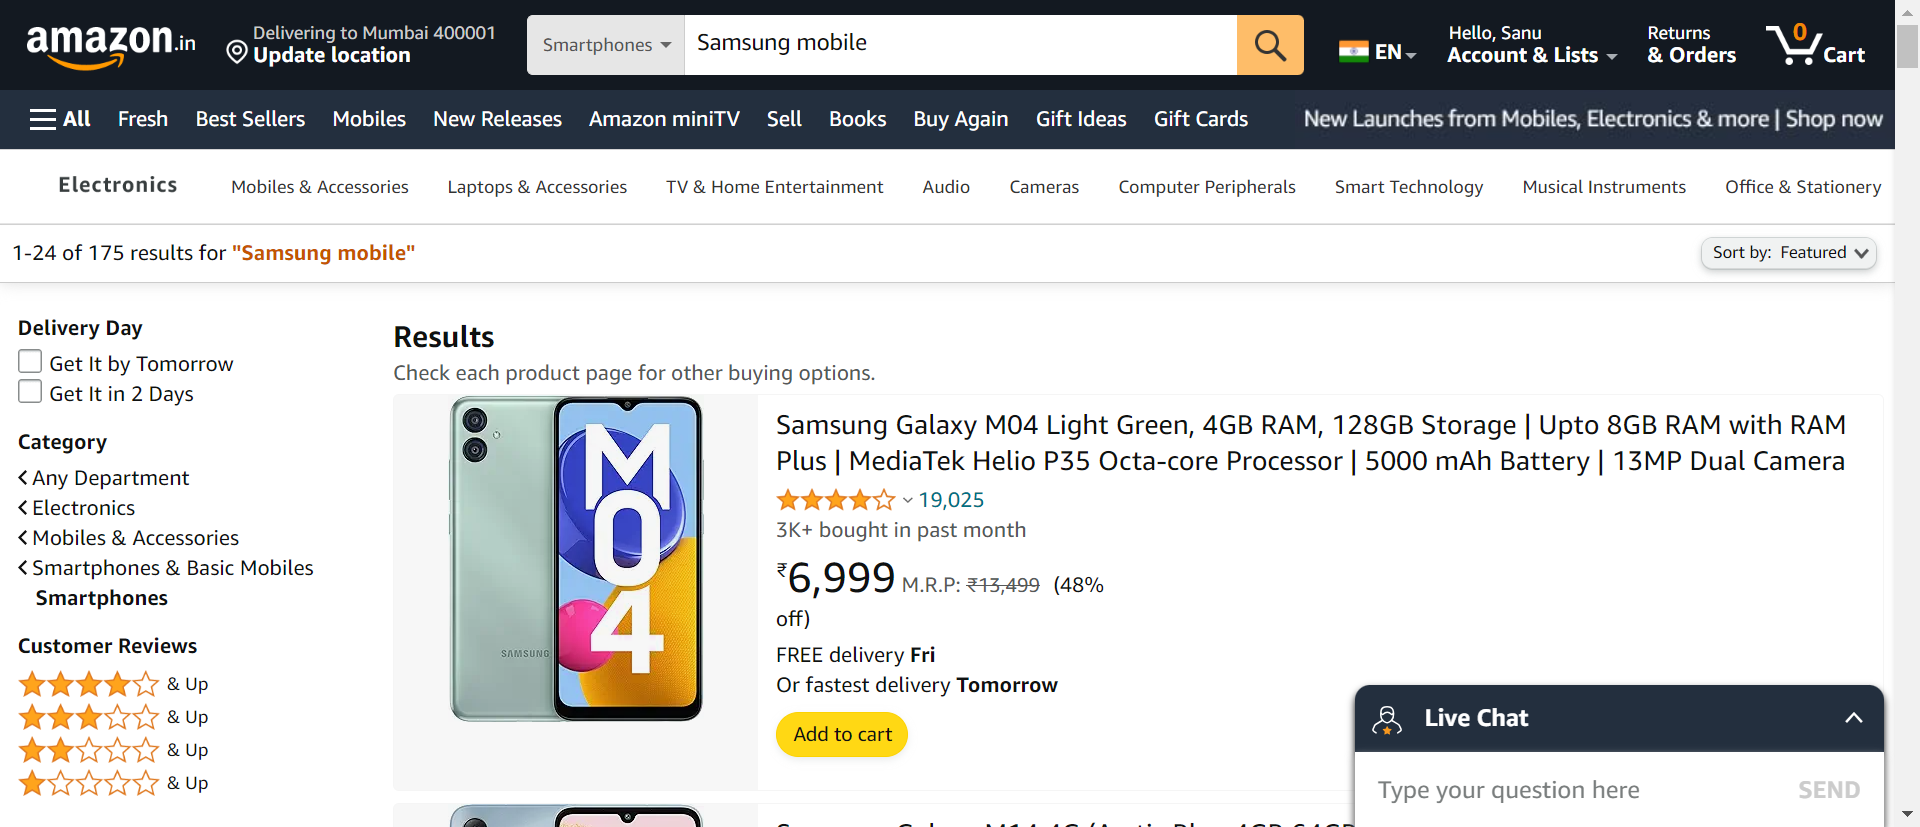 amazon.in
Delivering to Mumbai 400001
Update location
Smartphones
Samsung mobile
EN
Hello, Sanu
Account & Lists
Returns
& Orders
0
Cart
All
Fresh
Best Sellers
Mobiles
New Releases
Amazon miniTV
Sell
Books
Buy Again
Gift Ideas
Gift Cards
New Launches from Mobiles, Electronics & more | Shop now
Electronics
Mobiles & Accessories
Laptops & Accessories
TV & Home Entertainment
Audio
Cameras
Computer Peripherals
Smart Technology
Musical Instruments
Office & Stationery
1-24 of 175 results for "Samsung mobile"
Sort by: Featured
Delivery Day
Get It by Tomorrow
Get It in 2 Days
Category
Any Department
Electronics
Mobiles & Accessories
Smartphones & Basic Mobiles
Smartphones
Customer Reviews
& Up
& Up
& Up
& Up
Results
Check each product page for other buying options.
M
0
4
SAMSUNG
Samsung Galaxy M04 Light Green, 4GB RAM, 128GB Storage | Upto 8GB RAM with RAM
Plus | MediaTek Helio P35 Octa-core Processor | 5000 mAh Battery | 13MP Dual Camera
19,025
3K+ bought in past month
₹6,999 M.R.P: ₹13,499 (48%
off)
FREE delivery Fri
Or fastest delivery Tomorrow
Add to cart
Live Chat
Type your question here
SEND